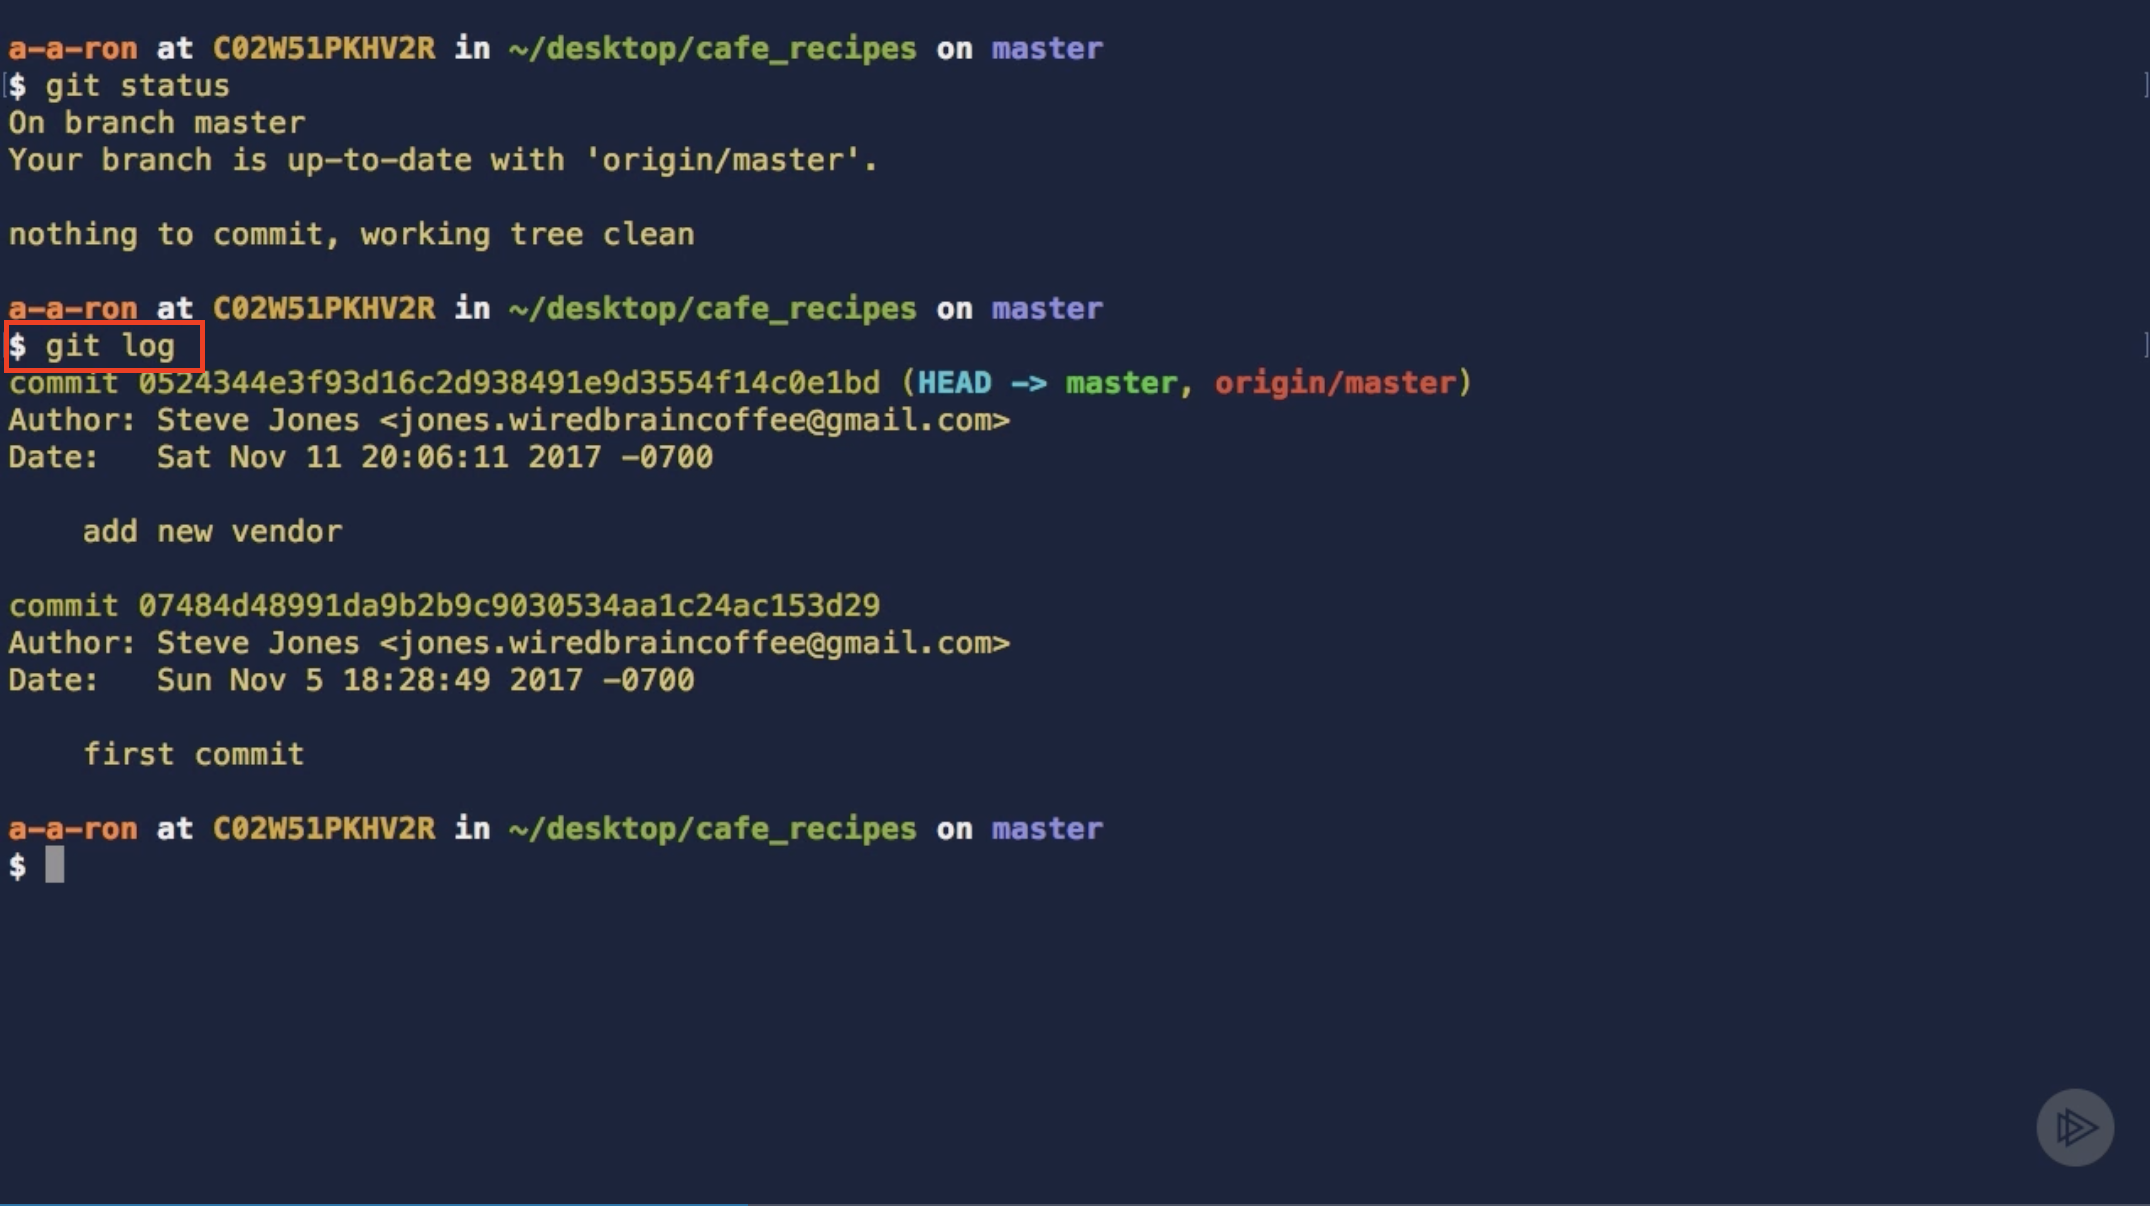 a-a-ron at C02W51PKHV2R in ~/desktop/cafe_recipes on master
[$ git status ]
On branch master
Your branch is up-to-date with 'origin/master'.
nothing to commit, working tree clean
a-a-ron at C02W51PKHV2R in ~/desktop/cafe_recipes on master
$ git log ]
commit 0524344e3f93d16c2d938491e9d3554f14c0e1bd (HEAD -> master, origin/master)
Author: Steve Jones <jones.wiredbraincoffee@gmail.com>
Date:   Sat Nov 11 20:06:11 2017 -0700
    add new vendor
commit 07484d48991da9b2b9c9030534aa1c24ac153d29
Author: Steve Jones <jones.wiredbraincoffee@gmail.com>
Date:   Sun Nov 5 18:28:49 2017 -0700
    first commit
a-a-ron at C02W51PKHV2R in ~/desktop/cafe_recipes on master
$